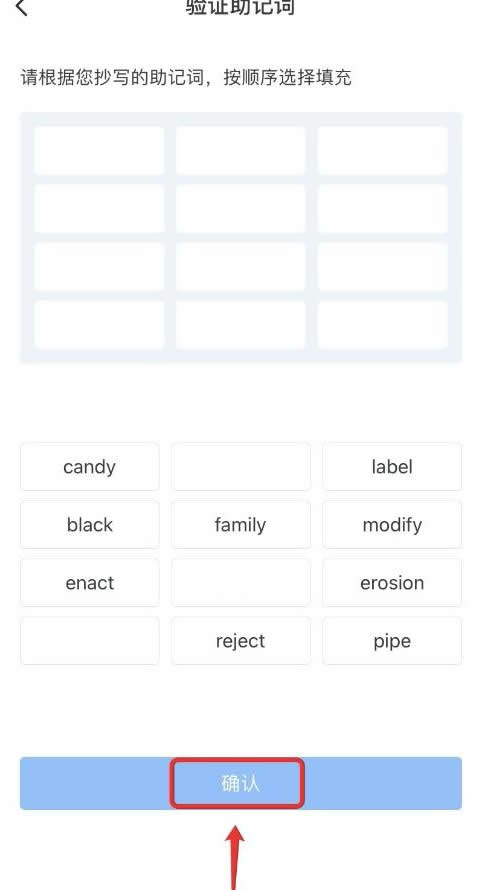 验证助记词
请根据您抄写的助记词，按顺序选择填充
candy label
black family modify
enact erosion
reject pipe
确认